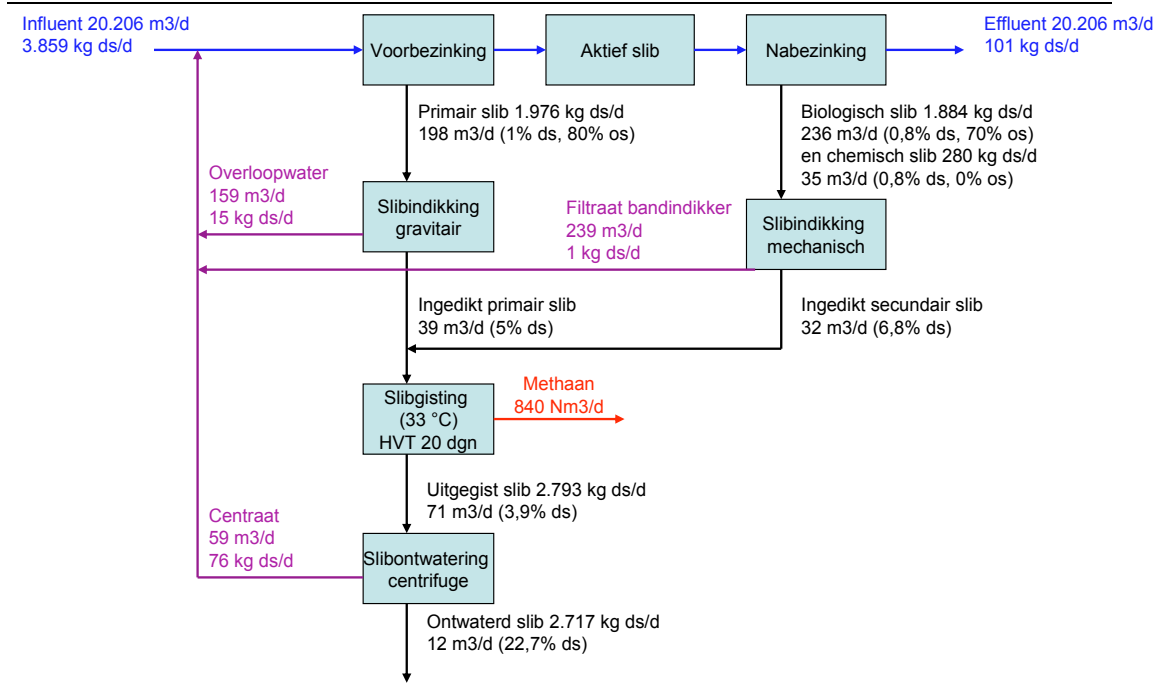 Influent 20.206 m3/d
3.859 kg ds/d
Voorbezinking
Aktief slib
Nabezinking
Effluent 20.206 m3/d
101 kg ds/d
Primair slib 1.976 kg ds/d
198 m3/d (1% ds, 80% os)
Biologisch slib 1.884 kg ds/d
236 m3/d (0,8% ds, 70% os)
en chemisch slib 280 kg ds/d
35 m3/d (0,8% ds, 0% os)
Overloopwater
159 m3/d
15 kg ds/d
Slibindikking
gravitair
Filtraat bandindikker
239 m3/d
1 kg ds/d
Slibindikking
mechanisch
Ingedikt primair slib
39 m3/d (5% ds)
Ingedikt secundair slib
32 m3/d (6,8% ds)
Slibgisting
(33 °C)
HVT 20 dgn
Methaan
840 Nm3/d
Uitgegist slib 2.793 kg ds/d
71 m3/d (3,9% ds)
Centraat
59 m3/d
76 kg ds/d
Slibontwatering
centrifuge
Ontwaterd slib 2.717 kg ds/d
12 m3/d (22,7% ds)